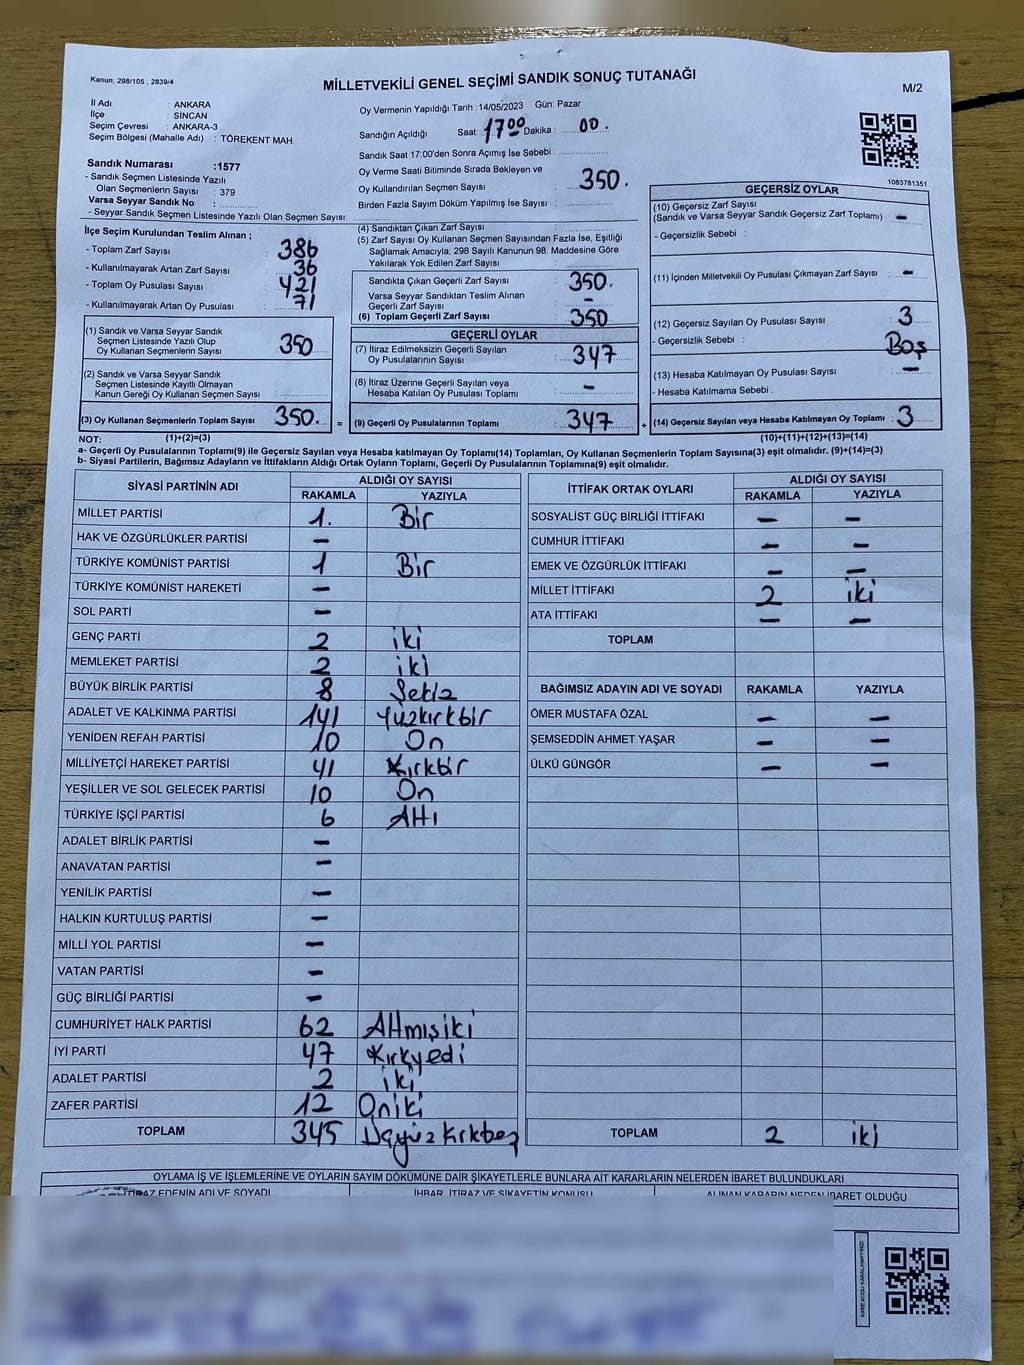 Kanun; 298/105 , 2839/4
MİLLETVEKİLİ GENEL SEÇİMİ SANDIK SONUÇ TUTANAĞI
M/2
İl Adı : ANKARA
İlçe : SİNCAN
Seçim Çevresi : ANKARA-3
Seçim Bölgesi (Mahalle Adı) : TÖREKENT MAH.
Sandık Numarası :1577
- Sandık Seçmen Listesinde Yazılı
Olan Seçmenlerin Sayısı : 379
Varsa Seyyar Sandık No :
- Seyyar Sandık Seçmen Listesinde Yazılı Olan Seçmen Sayısı:
Oy Vermenin Yapıldığı Tarih : 14/05/2023 Gün: Pazar
Sandığın Açıldığı Saat: 17 00 Dakika : 00.
Sandık Saat 17:00'den Sonra Açımış İse Sebebi :
Oy Verme Saati Bitiminde Sırada Bekleyen ve
Oy Kullandırılan Seçmen Sayısı : 350.
Birden Fazla Sayım Döküm Yapılmış İse Sayısı :
1083781351
İlçe Seçim Kurulundan Teslim Alınan ;
- Toplam Zarf Sayısı : 386
- Kullanılmayarak Artan Zarf Sayısı : 36
- Toplam Oy Pusulası Sayısı : 421
- Kullanılmayarak Artan Oy Pusulası : 71
(1) Sandık ve Varsa Seyyar Sandık
Seçmen Listesinde Yazılı Olup
Oy Kullanan Seçmenlerin Sayısı : 350
(2) Sandık ve Varsa Seyyar Sandık
Seçmen Listesinde Kayıtlı Olmayan
Kanun Gereği Oy Kullanan Seçmen Sayısı :
(3) Oy Kullanan Seçmenlerin Toplam Sayısı : 350. =
(4) Sandıktan Çıkan Zarf Sayısı :
(5) Zarf Sayısı Oy Kullanan Seçmen Sayısından Fazla İse, Eşitliği
Sağlamak Amacıyla, 298 Sayılı Kanunun 98. Maddesine Göre
Yakılarak Yok Edilen Zarf Sayısı :
Sandıkta Çıkan Geçerli Zarf Sayısı : 350.
Varsa Seyyar Sandıktan Teslim Alınan
Geçerli Zarf Sayısı : -
(6) Toplam Geçerli Zarf Sayısı : 350
GEÇERLİ OYLAR
(7) İtiraz Edilmeksizin Geçerli Sayılan
Oy Pusulalarının Sayısı : 347
(8) İtiraz Üzerine Geçerli Sayılan veya
Hesaba Katılan Oy Pusulası Toplamı : -
(9) Geçerli Oy Pusulalarının Toplamı : 347 +
GEÇERSİZ OYLAR
(10) Geçersiz Zarf Sayısı
(Sandık ve Varsa Seyyar Sandık Geçersiz Zarf Toplamı) : -
- Geçersizlik Sebebi :
(11) İçinden Milletvekili Oy Pusulası Çıkmayan Zarf Sayısı : -
(12) Geçersiz Sayılan Oy Pusulası Sayısı : 3
- Geçersizlik Sebebi : Boş
(13) Hesaba Katılmayan Oy Pusulası Sayısı : -
- Hesaba Katılmama Sebebi :
(14) Geçersiz Sayılan veya Hesaba Katılmayan Oy Toplamı : 3
NOT: (1)+(2)=(3) (10)+(11)+(12)+(13)=(14)
a- Geçerli Oy Pusulalarının Toplamı(9) ile Geçersiz Sayılan veya Hesaba katılmayan Oy Toplamı(14) Toplamları, Oy Kullanan Seçmenlerin Toplam Sayısına(3) eşit olmalıdır. (9)+(14)=(3)
b- Siyasi Partilerin, Bağımsız Adayların ve İttifakların Aldığı Ortak Oyların Toplamı, Geçerli Oy Pusulalarının Toplamına(9) eşit olmalıdır.
SİYASİ PARTİNİN ADI ALDIĞI OY SAYISI
RAKAMLA YAZIYLA
MİLLET PARTİSİ 1. Bir
HAK VE ÖZGÜRLÜKLER PARTİSİ -
TÜRKİYE KOMÜNİST PARTİSİ 1 Bir
TÜRKİYE KOMÜNİST HAREKETİ -
SOL PARTİ -
GENÇ PARTİ 2 iki
MEMLEKET PARTİSİ 2 iki
BÜYÜK BİRLİK PARTİSİ 8 Sekiz
ADALET VE KALKINMA PARTİSİ 141 Yüzkırkbir
YENİDEN REFAH PARTİSİ 10 On
MİLLİYETÇİ HAREKET PARTİSİ 41 Kırkbir
YEŞİLLER VE SOL GELECEK PARTİSİ 10 On
TÜRKİYE İŞÇİ PARTİSİ 6 Altı
ADALET BİRLİK PARTİSİ -
ANAVATAN PARTİSİ -
YENİLİK PARTİSİ -
HALKIN KURTULUŞ PARTİSİ -
MİLLİ YOL PARTİSİ -
VATAN PARTİSİ -
GÜÇ BİRLİĞİ PARTİSİ -
CUMHURİYET HALK PARTİSİ 62 Altmışiki
İYİ PARTİ 47 Kırkyedi
ADALET PARTİSİ 2 iki
ZAFER PARTİSİ 12 Oniki
TOPLAM 345 Üçyüzkırkbeş
İTTİFAK ORTAK OYLARI ALDIĞI OY SAYISI
RAKAMLA YAZIYLA
SOSYALİST GÜÇ BİRLİĞİ İTTİFAKI - -
CUMHUR İTTİFAKI - -
EMEK VE ÖZGÜRLÜK İTTİFAKI - -
MİLLET İTTİFAKI 2 iki
ATA İTTİFAKI - -
TOPLAM
BAĞIMSIZ ADAYIN ADI VE SOYADI RAKAMLA YAZIYLA
ÖMER MUSTAFA ÖZAL - -
ŞEMSEDDİN AHMET YAŞAR - -
ÜLKÜ GÜNGÖR - -
TOPLAM 2 iki
OYLAMA İŞ VE İŞLEMLERİNE VE OYLARIN SAYIM DÖKÜMÜNE DAİR ŞİKAYETLERLE BUNLARA AİT KARARLARIN NELERDEN İBARET BULUNDUKLARI
İTİRAZ EDENİN ADI VE SOYADI İHBAR, İTİRAZ VE ŞİKAYETİN KONUSU ALINAN KARARIN NEDEN İBARET OLDUĞU
KARE KODU KARALAMAYINIZ!